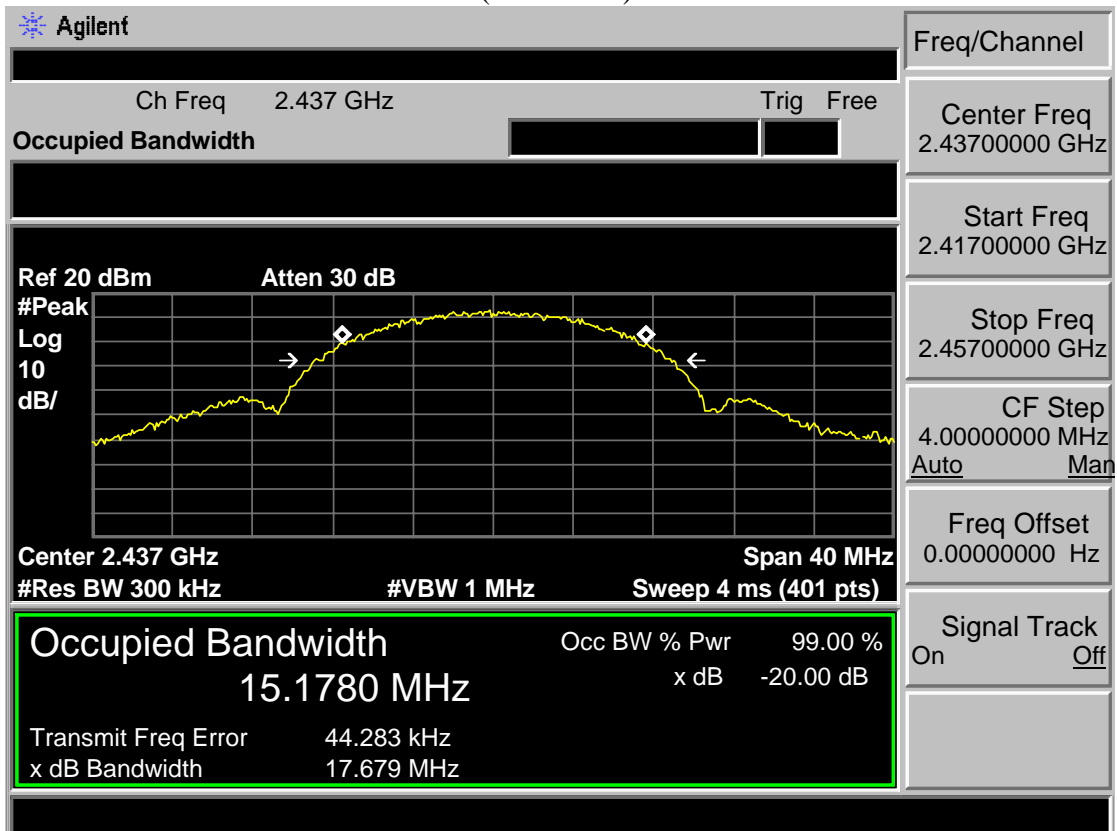 Agilent
Freq/Channel
Ch Freq 2.437 GHz Trig Free
Occupied Bandwidth
Center Freq
2.43700000 GHz
Start Freq
2.41700000 GHz
Stop Freq
2.45700000 GHz
CF Step
4.00000000 MHz
Auto Man
Freq Offset
0.00000000 Hz
Signal Track
On Off
Ref 20 dBm Atten 30 dB
#Peak
Log
10
dB/
Center 2.437 GHz Span 40 MHz
#Res BW 300 kHz #VBW 1 MHz Sweep 4 ms (401 pts)
Occupied Bandwidth
15.1780 MHz
Occ BW % Pwr 99.00 %
x dB -20.00 dB
Transmit Freq Error 44.283 kHz
x dB Bandwidth 17.679 MHz